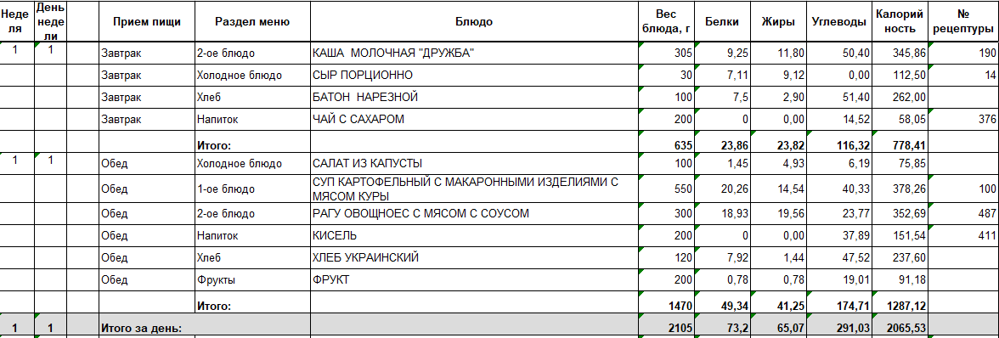 Неде ля День неде ли Прием пищи Раздел меню Блюдо Вес блюда, г Белки Жиры Углеводы Калорий ность № рецептуры
1 1 Завтрак 2-ое блюдо КАША МОЛОЧНАЯ "ДРУЖБА" 305 9,25 11,80 50,40 345,86 190
Завтрак Холодное блюдо СЫР ПОРЦИОННО 30 7,11 9,12 0,00 112,50 14
Завтрак Хлеб БАТОН НАРЕЗНОЙ 100 7,5 2,90 51,40 262,00
Завтрак Напиток ЧАЙ С САХАРОМ 200 0 0,00 14,52 58,05 376
Итого: 635 23,86 23,82 116,32 778,41
1 1 Обед Холодное блюдо САЛАТ ИЗ КАПУСТЫ 100 1,45 4,93 6,19 75,85
Обед 1-ое блюдо СУП КАРТОФЕЛЬНЫЙ С МАКАРОННЫМИ ИЗДЕЛИЯМИ С МЯСОМ КУРЫ 550 20,26 14,54 40,33 378,26 100
Обед 2-ое блюдо РАГУ ОВОЩНОЕС С МЯСОМ С СОУСОМ 300 18,93 19,56 23,77 352,69 487
Обед Напиток КИСЕЛЬ 200 0 0,00 37,89 151,54 411
Обед Хлеб ХЛЕБ УКРАИНСКИЙ 120 7,92 1,44 47,52 237,60
Обед Фрукты ФРУКТ 200 0,78 0,78 19,01 91,18
Итого: 1470 49,34 41,25 174,71 1287,12
1 1 Итого за день: 2105 73,2 65,07 291,03 2065,53